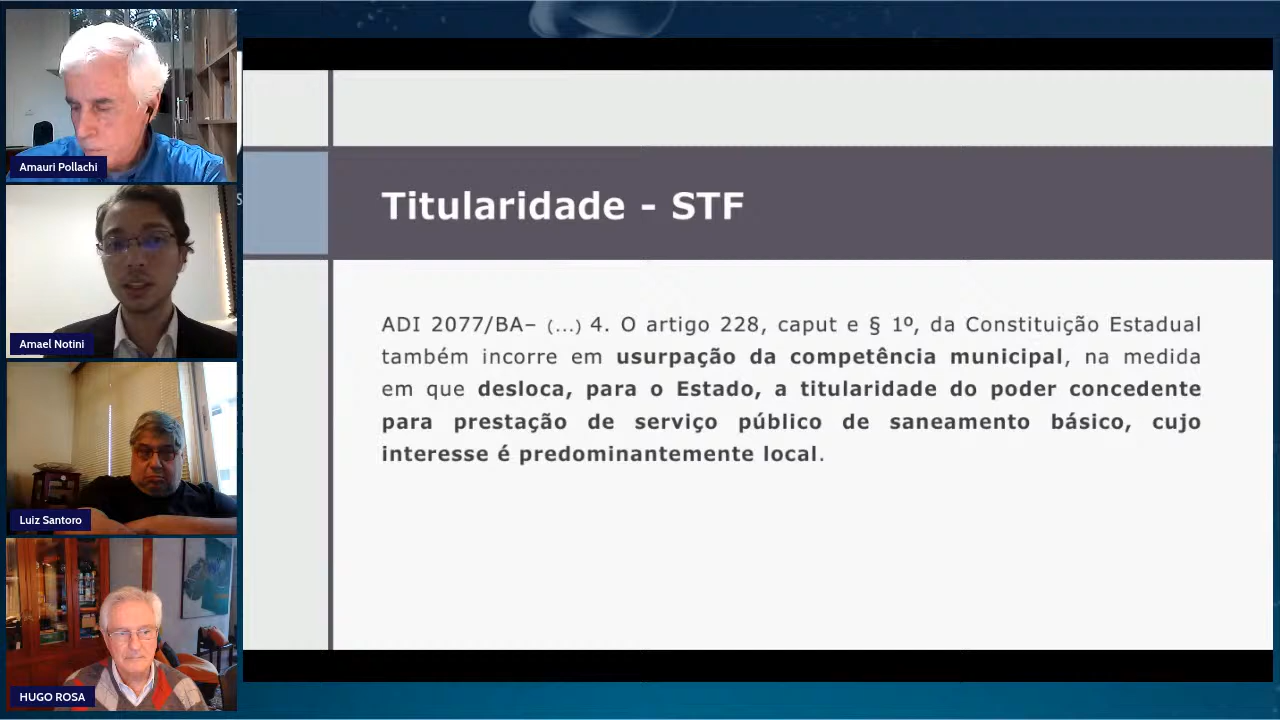 Amauri Pollachi
Amael Notini
Luiz Santoro
HUGO ROSA
Titularidade - STF
ADI 2077/BA– (...) 4. O artigo 228, caput e § 1º, da Constituição Estadual
também incorre em usurpação da competência municipal, na medida
em que desloca, para o Estado, a titularidade do poder concedente
para prestação de serviço público de saneamento básico, cujo
interesse é predominantemente local.